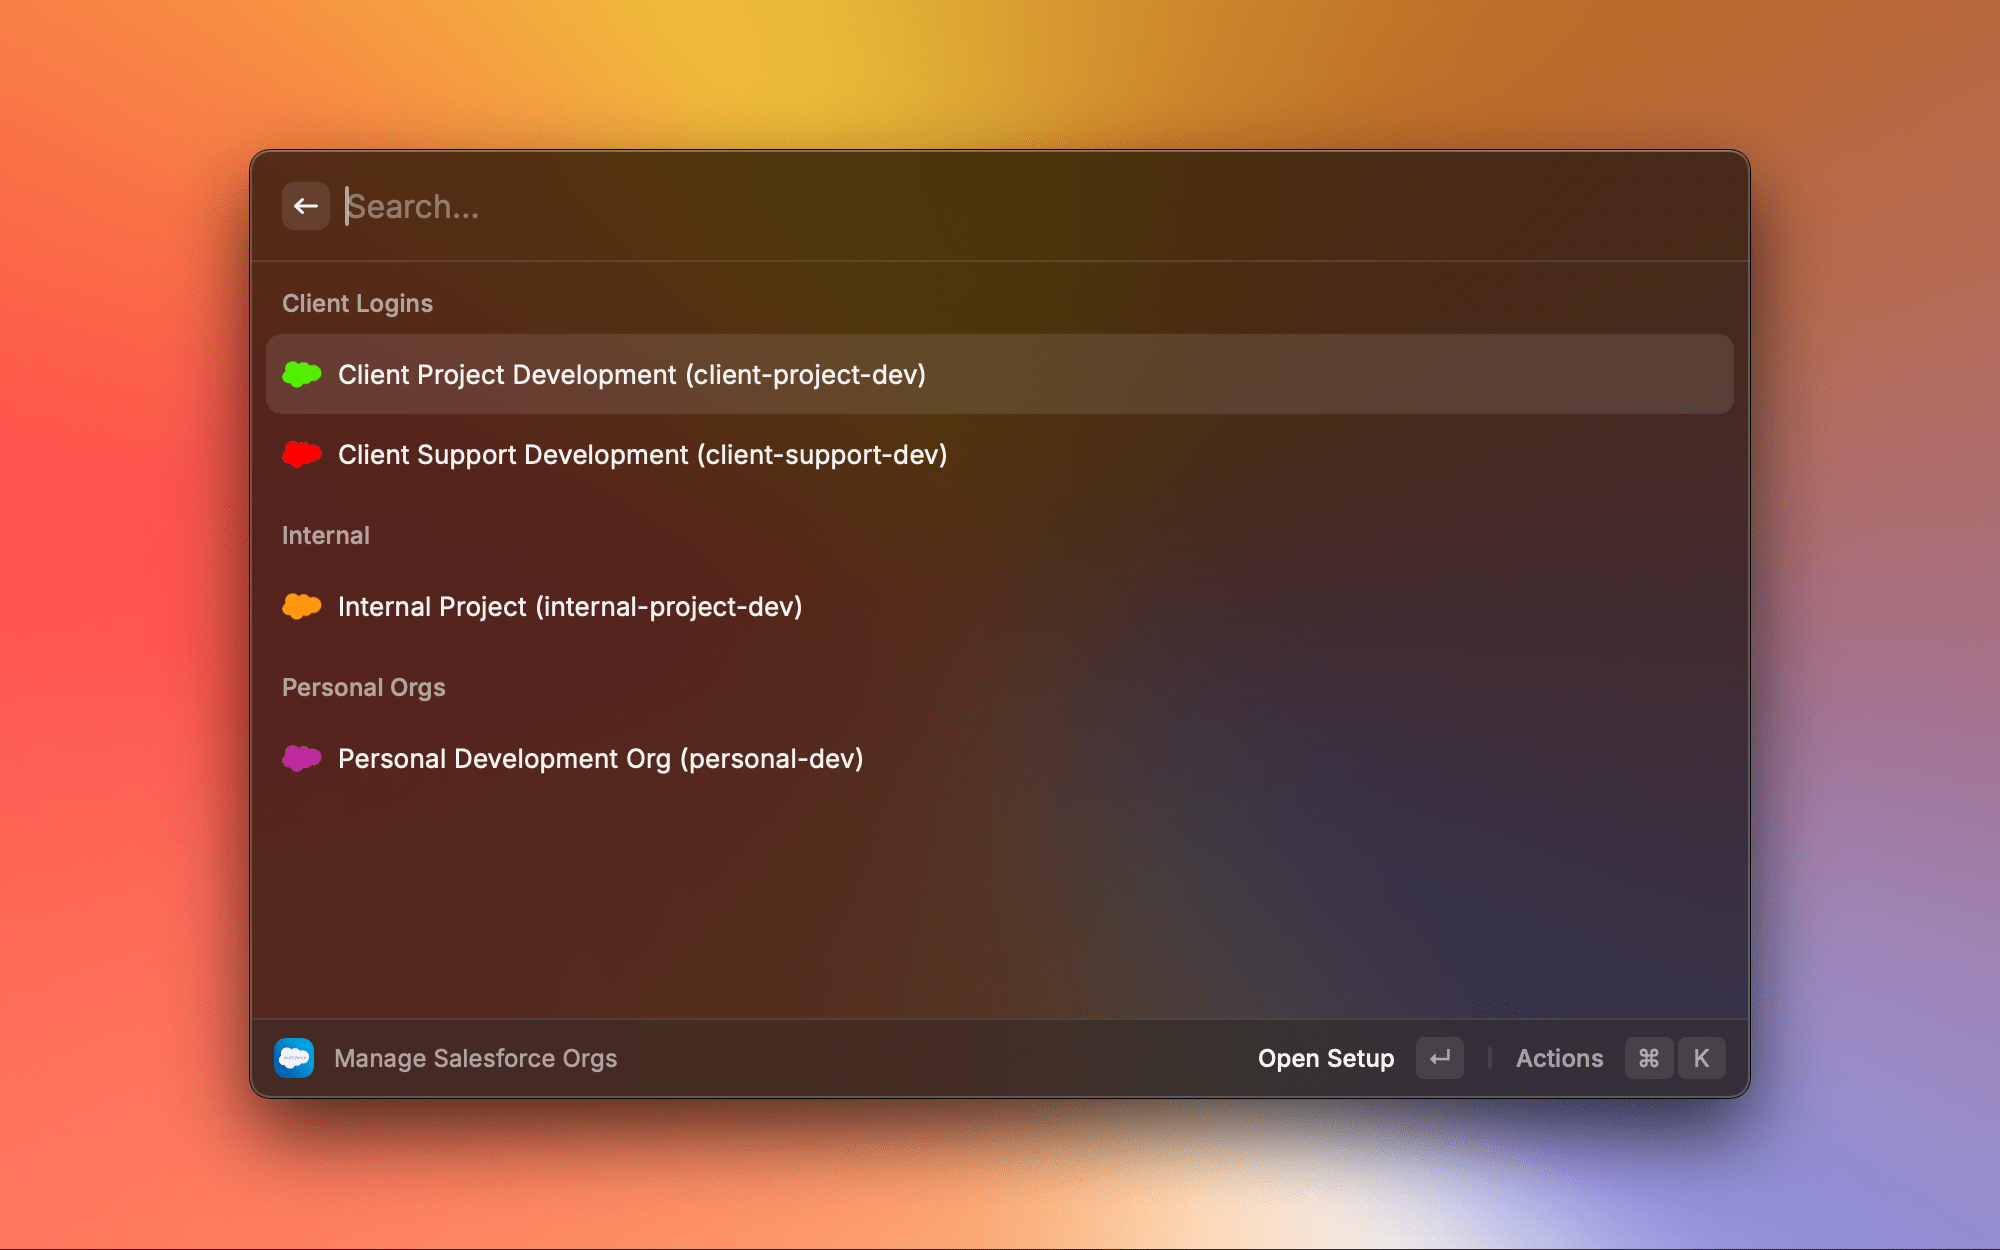 Search...
Client Logins
Client Project Development (client-project-dev)
Client Support Development (client-support-dev)
Internal
Internal Project (internal-project-dev)
Personal Orgs
Personal Development Org (personal-dev)
Manage Salesforce Orgs
Open Setup
Actions ⌘ K